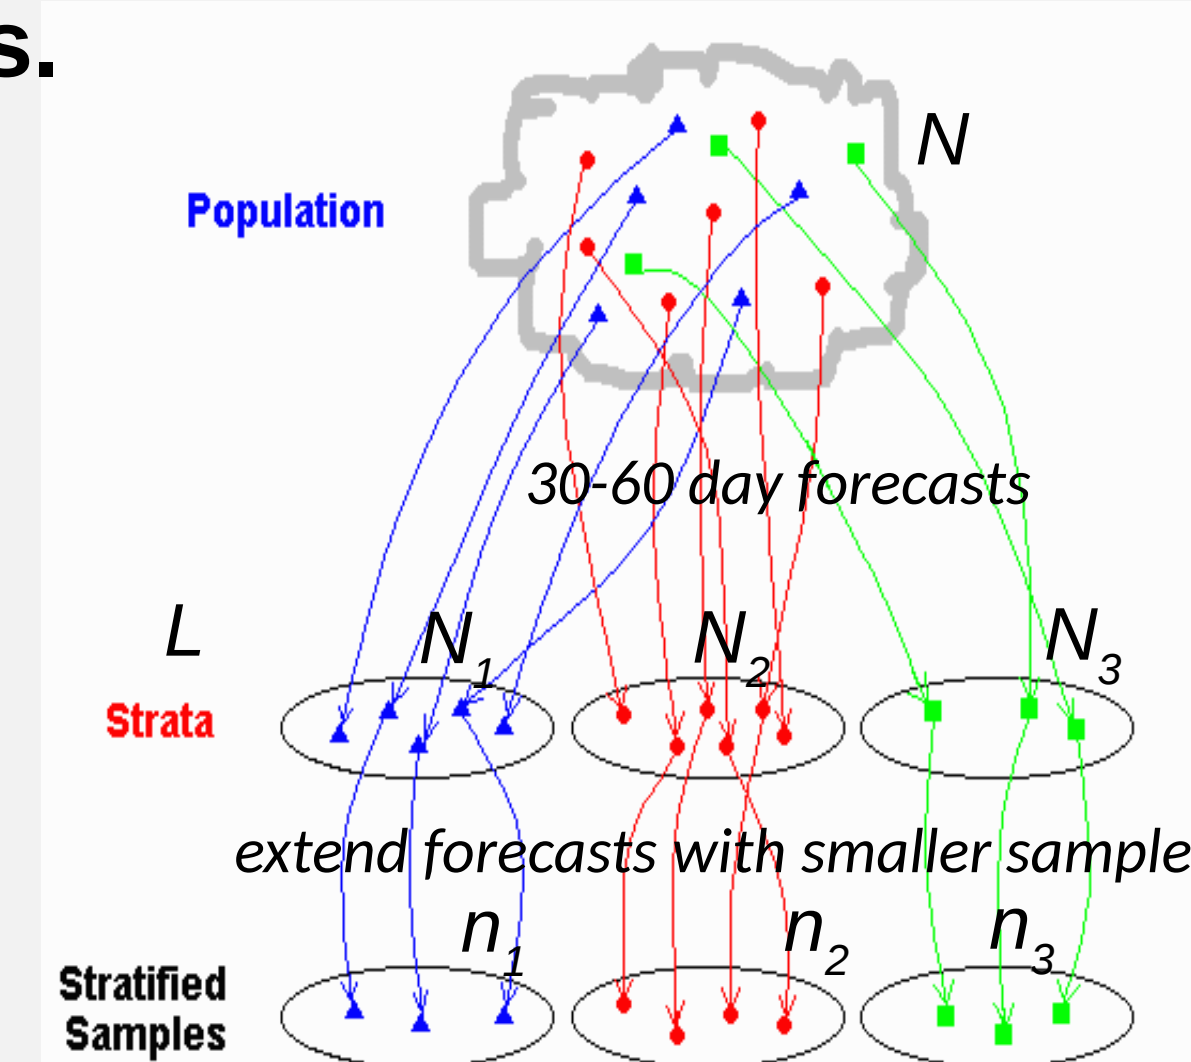 s.
N
Population
30-60 day forecasts
L
N1
N2
N3
Strata
extend forecasts with smaller sample
n1
n2
n3
Stratified
Samples